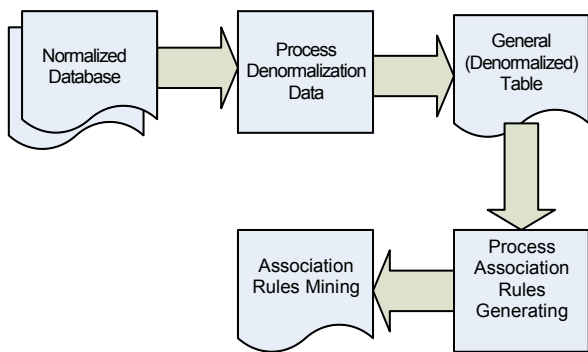 Normalized
Database
Process
Denormalization
Data
General
(Denormalized)
Table
Association
Rules Mining
Process
Association
Rules
Generating